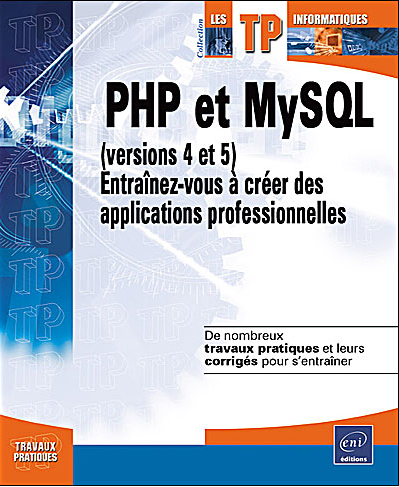 Collection
LES TP INFORMATIQUES
PHP et MySQL
(versions 4 et 5)
Entraînez-vous à créer des
applications professionnelles
De nombreux
travaux pratiques et leurs
corrigés pour s'entraîner
TRAVAUX
PRATIQUES
eni
éditions